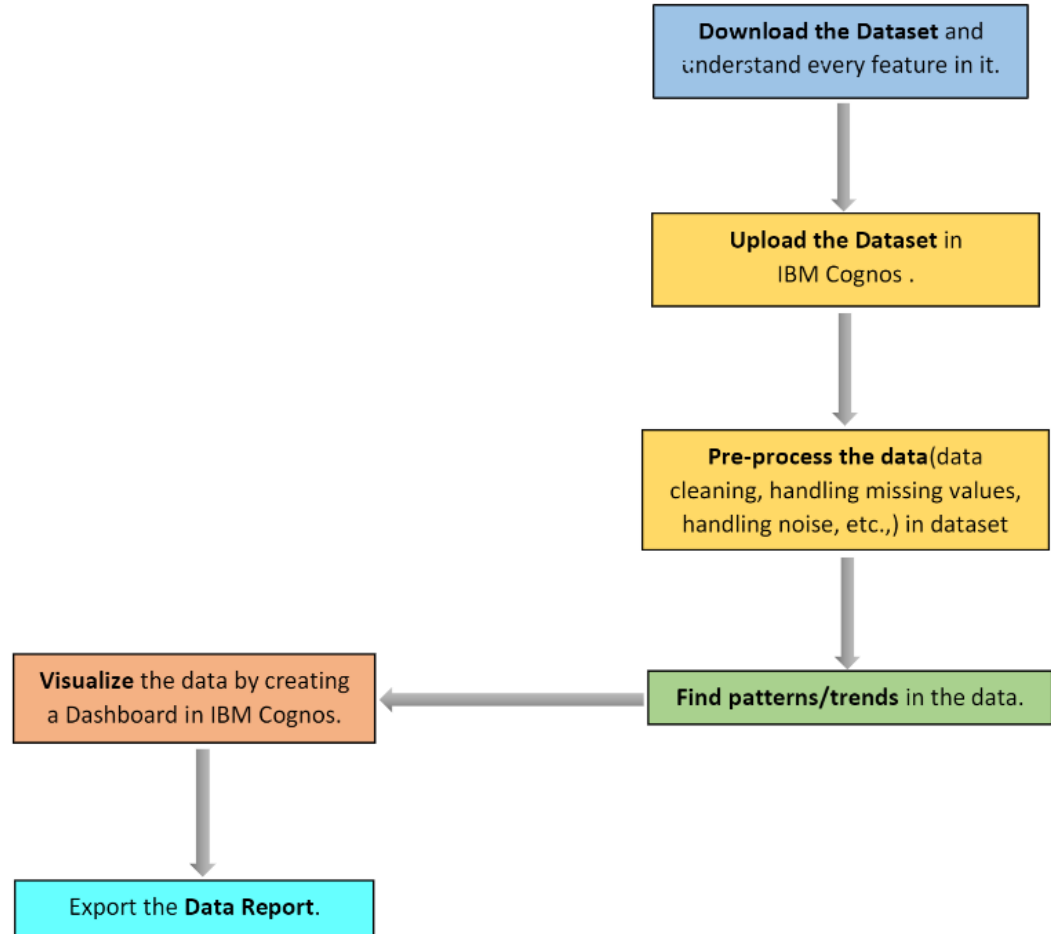 Download the Dataset and
understand every feature in it.
Upload the Dataset in
IBM Cognos .
Pre-process the data(data
cleaning, handling missing values,
handling noise, etc.,) in dataset
Find patterns/trends in the data.
Visualize the data by creating
a Dashboard in IBM Cognos.
Export the Data Report.